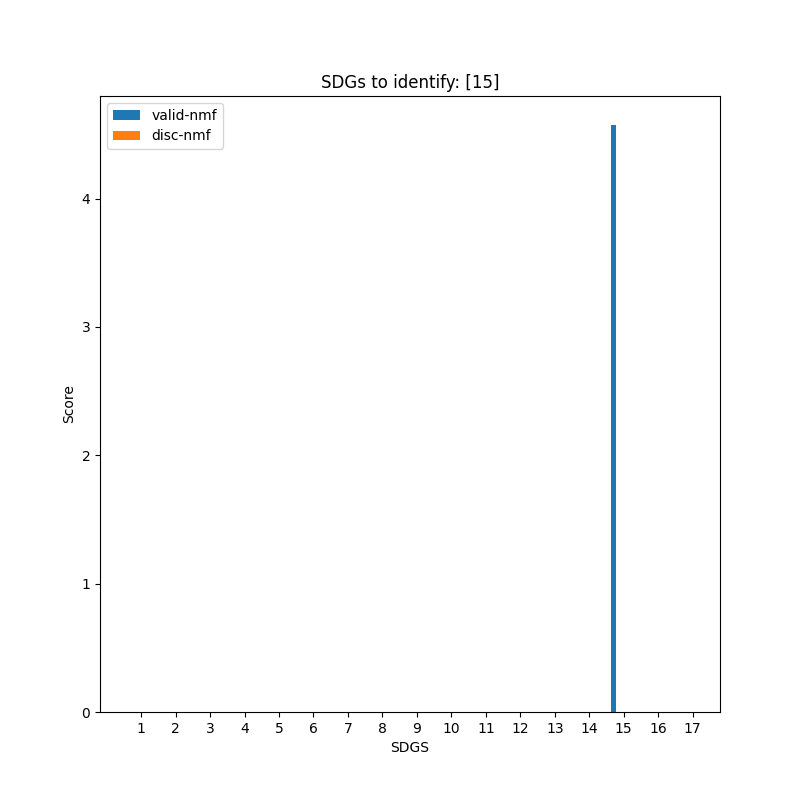 SDGs to identify: [15]
valid-nmf
disc-nmf
4
3
2
1
0
Score
1 2 3 4 5 6 7 8 9 10 11 12 13 14 15 16 17
SDGS